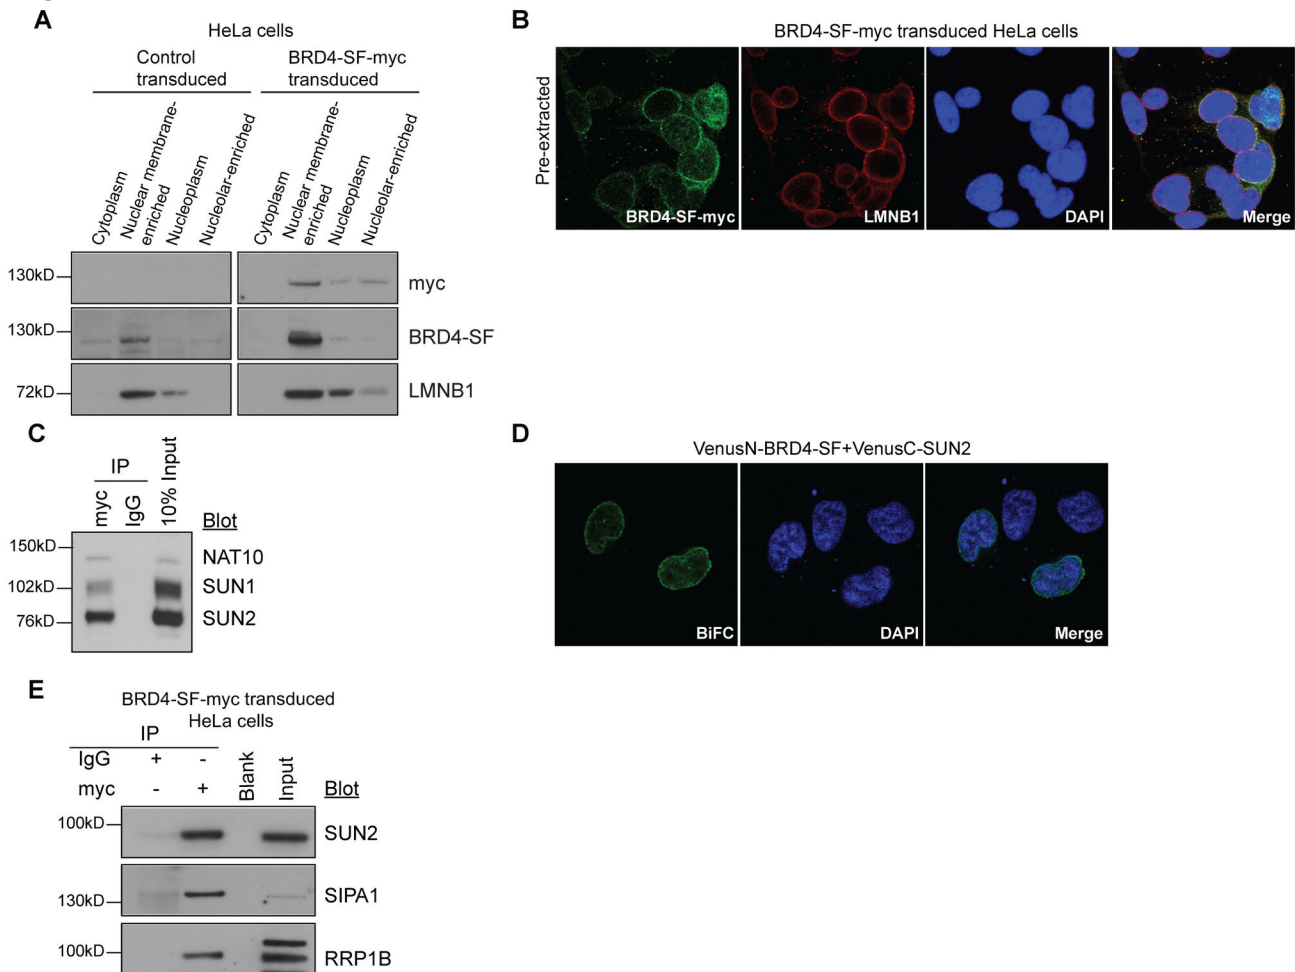 A
HeLa cells
Control
transduced
BRD4-SF-myc
transduced
Cytoplasm
Nuclear membrane-
enriched
Nucleoplasm
Nucleolar-enriched
Cytoplasm
Nuclear membrane-
enriched
Nucleoplasm
Nucleolar-enriched
130kD
myc
130kD
BRD4-SF
72kD
LMNB1
B
BRD4-SF-myc transduced HeLa cells
Pre-extracted
BRD4-SF-myc
LMNB1
DAPI
Merge
C
IP
myc
IgG
10% Input
Blot
150kD
NAT10
102kD
SUN1
76kD
SUN2
D
VenusN-BRD4-SF+VenusC-SUN2
BiFC
DAPI
Merge
E
BRD4-SF-myc transduced
HeLa cells
IP
IgG + -
myc - +
Blank
Input
Blot
100kD
SUN2
130kD
SIPA1
100kD
RRP1B